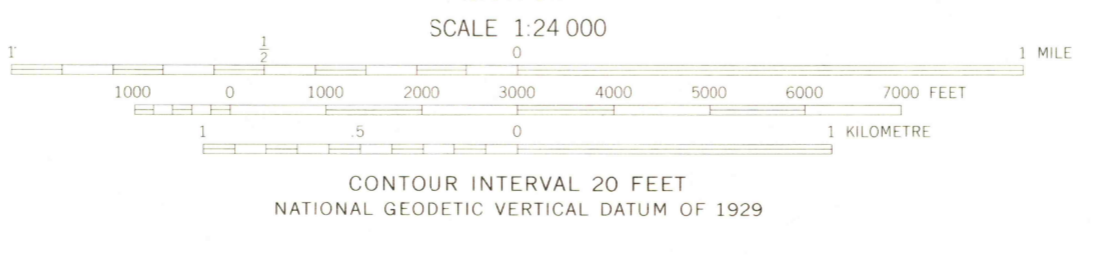 SCALE 1:24 000
1 1/2 0 1 MILE
1000 0 1000 2000 3000 4000 5000 6000 7000 FEET
1 .5 0 1 KILOMETRE
CONTOUR INTERVAL 20 FEET
NATIONAL GEODETIC VERTICAL DATUM OF 1929